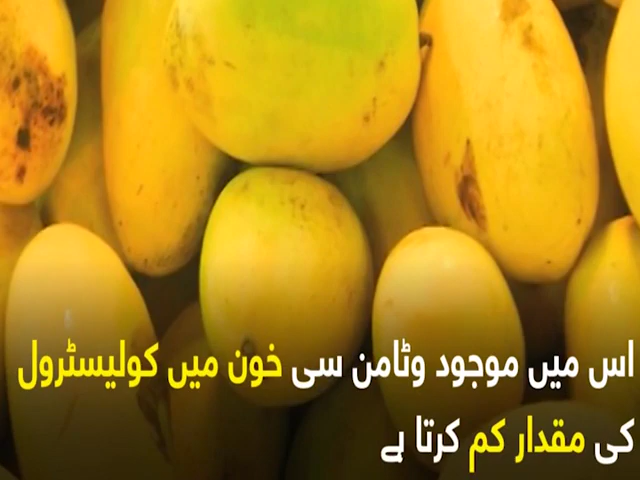 اس میں موجود وٹامن سی خون میں کولیسٹرول
کی مقدار کم کرتا ہے